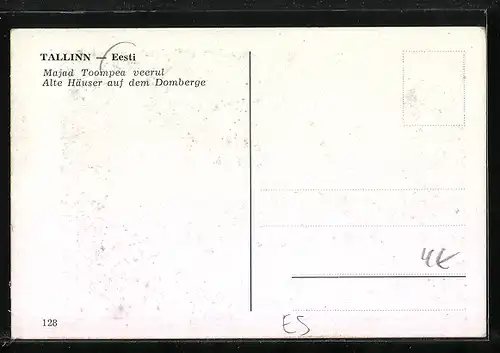 TALLINN — Eesti
Majad Toompea veerul
Alte Häuser auf dem Domberge
4€
128
ES